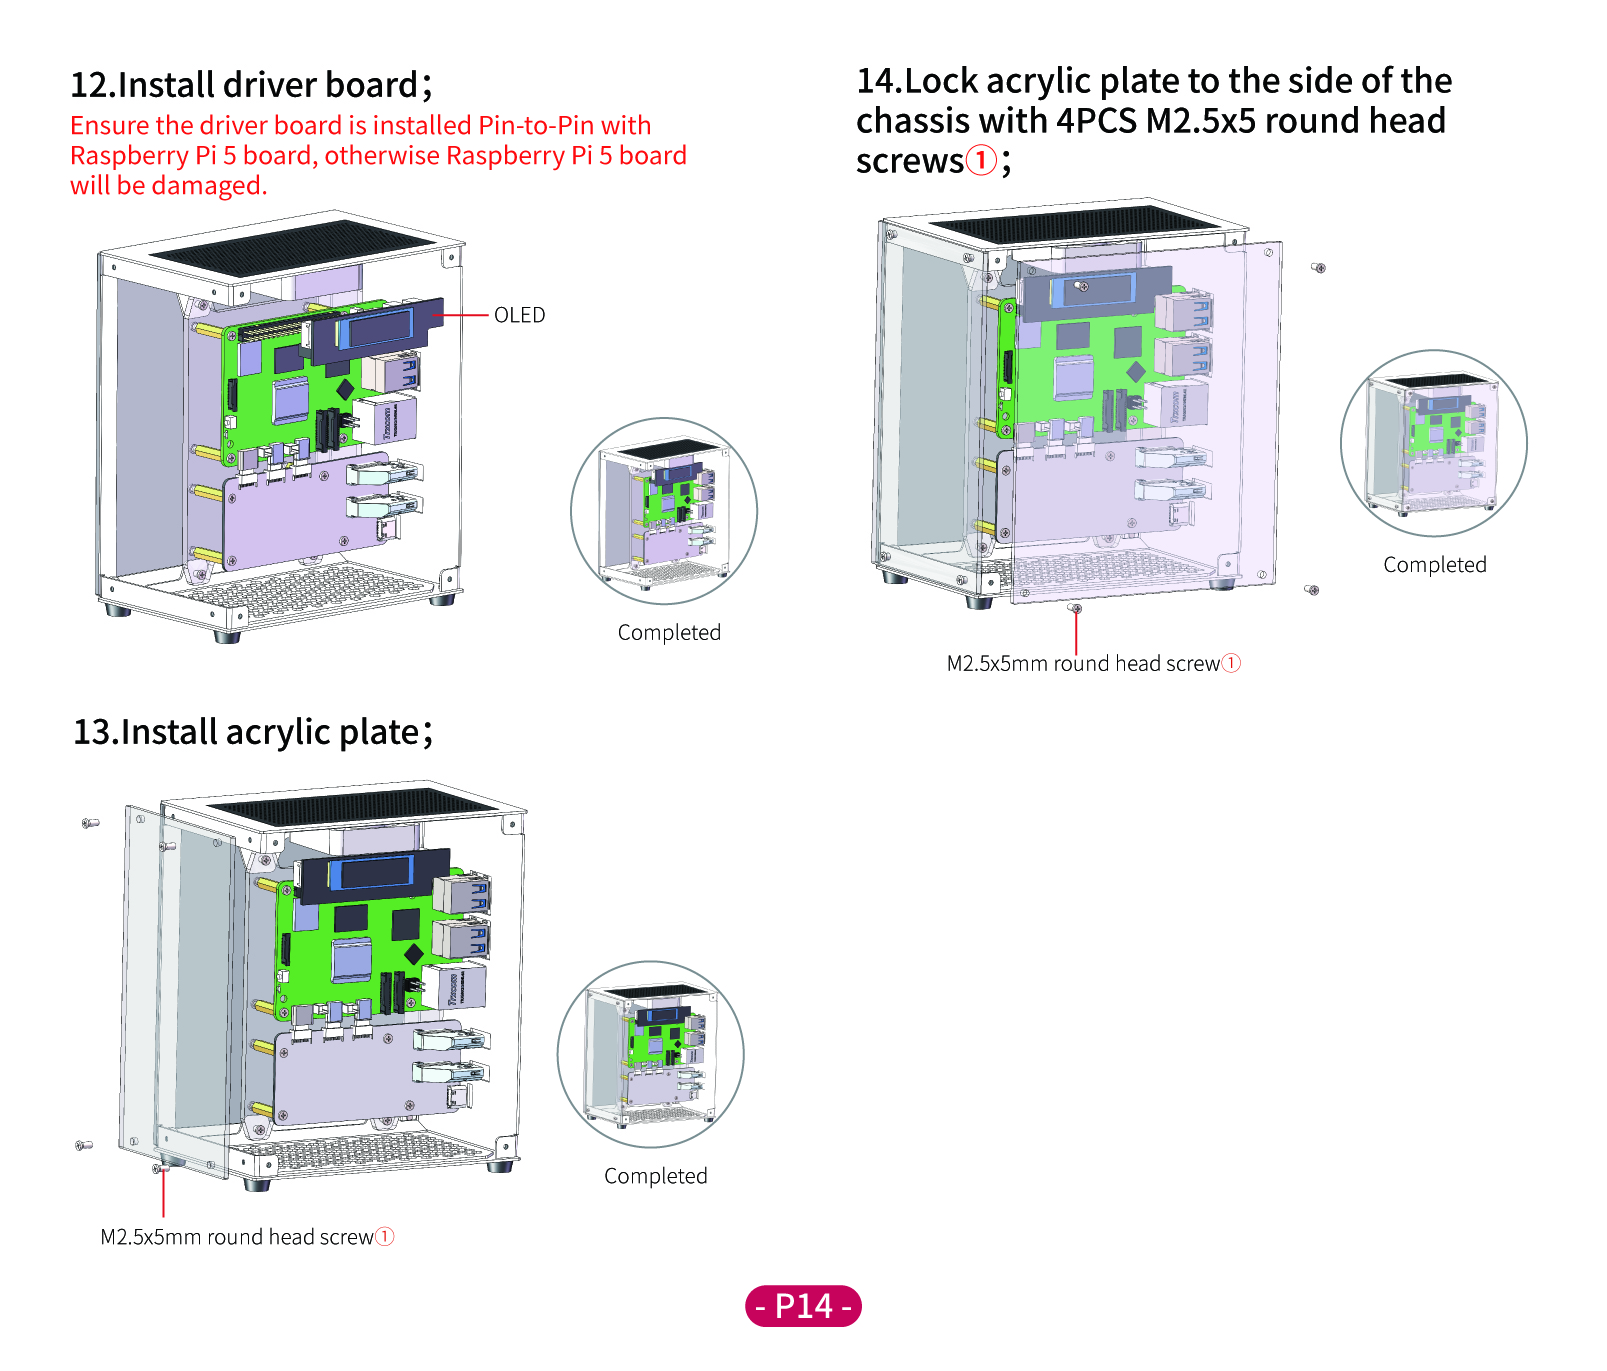 12.Install driver board；
Ensure the driver board is installed Pin-to-Pin with
Raspberry Pi 5 board, otherwise Raspberry Pi 5 board
will be damaged.
OLED
Completed
13.Install acrylic plate；
Completed
M2.5x5mm round head screw①
14.Lock acrylic plate to the side of the
chassis with 4PCS M2.5x5 round head
screws①；
Completed
M2.5x5mm round head screw①
- P14 -